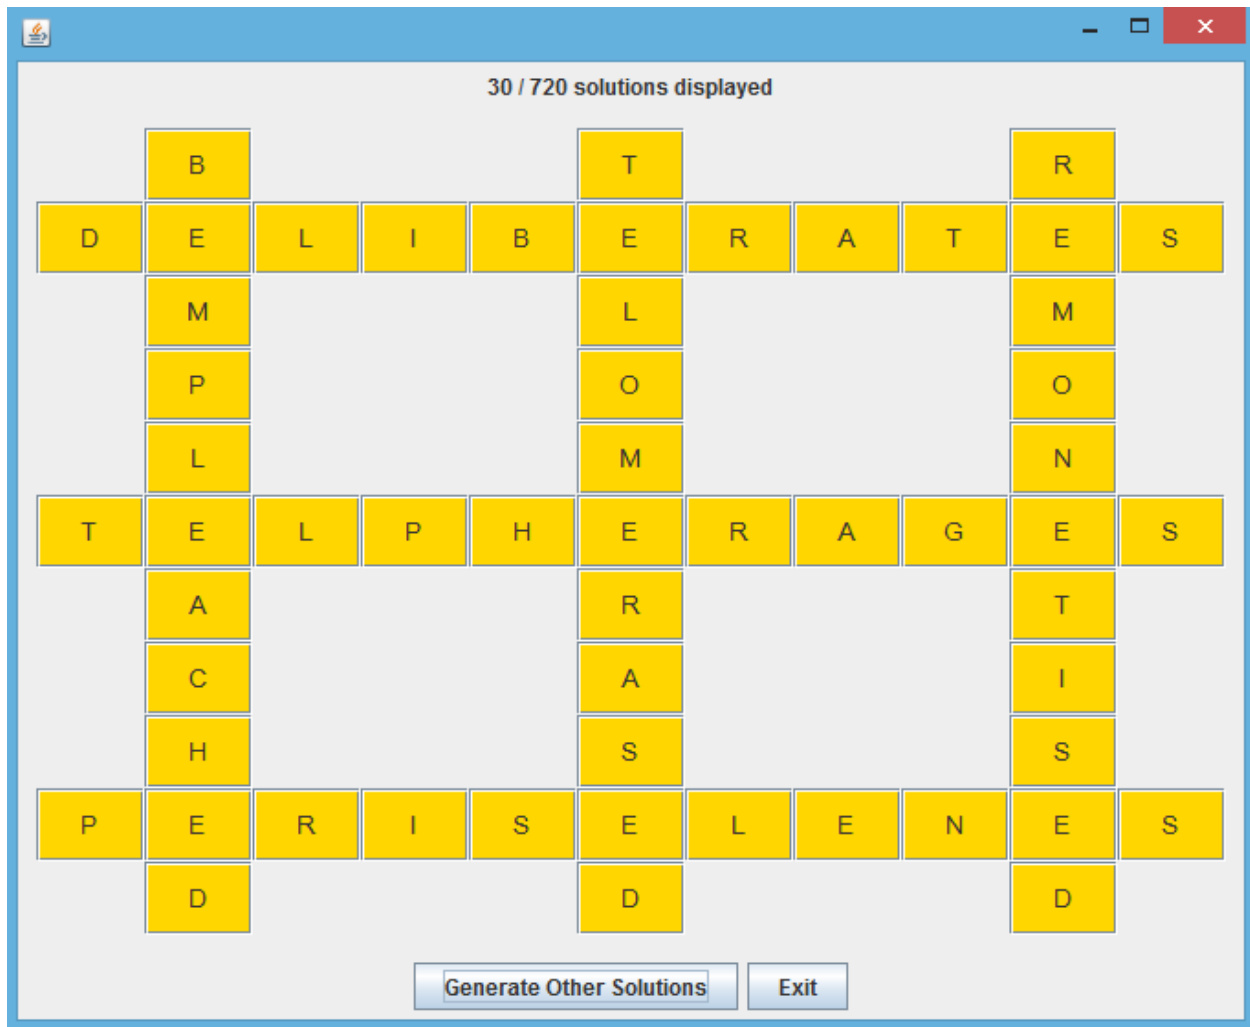 30 / 720 solutions displayed
B T R
D E L I B E R A T E S
M L M
P O O
L M N
T E L P H E R A G E S
A R T
C A I
H S S
P E R I S E L E N E S
D D D
Generate Other Solutions Exit